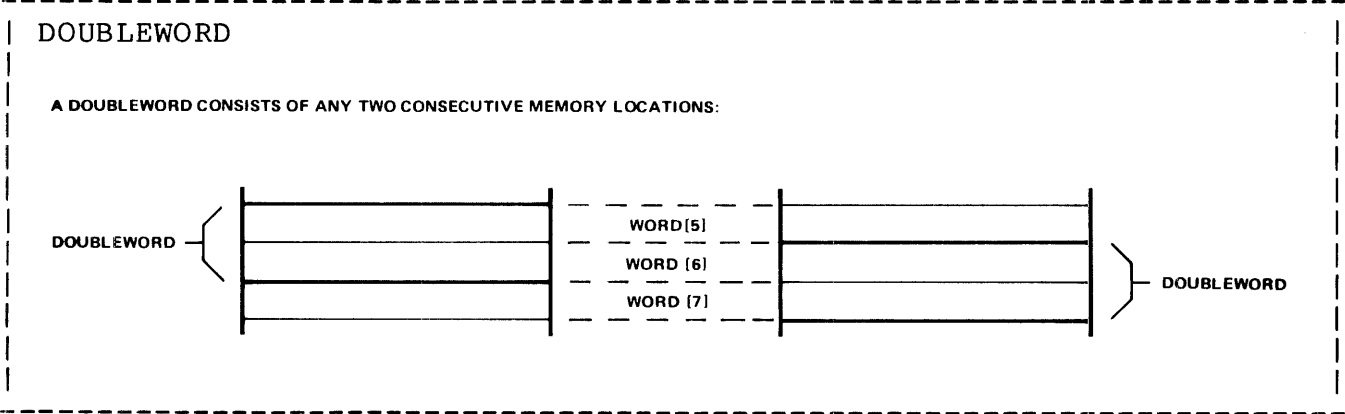 DOUBLEWORD
A DOUBLEWORD CONSISTS OF ANY TWO CONSECUTIVE MEMORY LOCATIONS:
WORD[5]
DOUBLEWORD
WORD [6]
DOUBLEWORD
WORD [7]